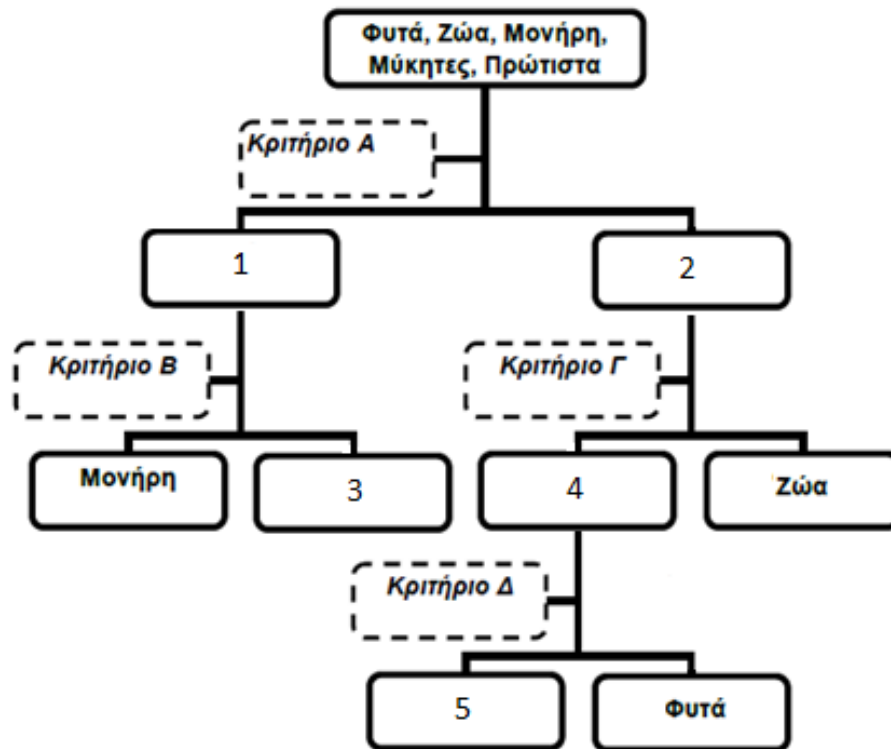 Φυτά, Ζώα, Μονήρη,
Μύκητες, Πρώτιστα
Κριτήριο Α
1
2
Κριτήριο Β
Κριτήριο Γ
Μονήρη
3
4
Ζώα
Κριτήριο Δ
5
Φυτά